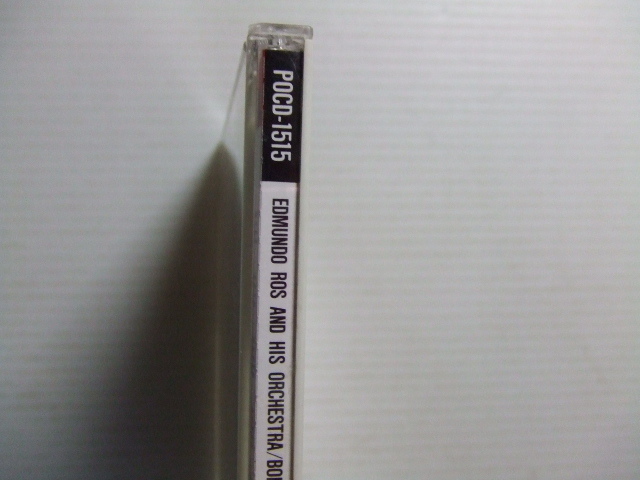 POCD-1515
EDMUNDO ROS AND HIS ORCHESTRA/